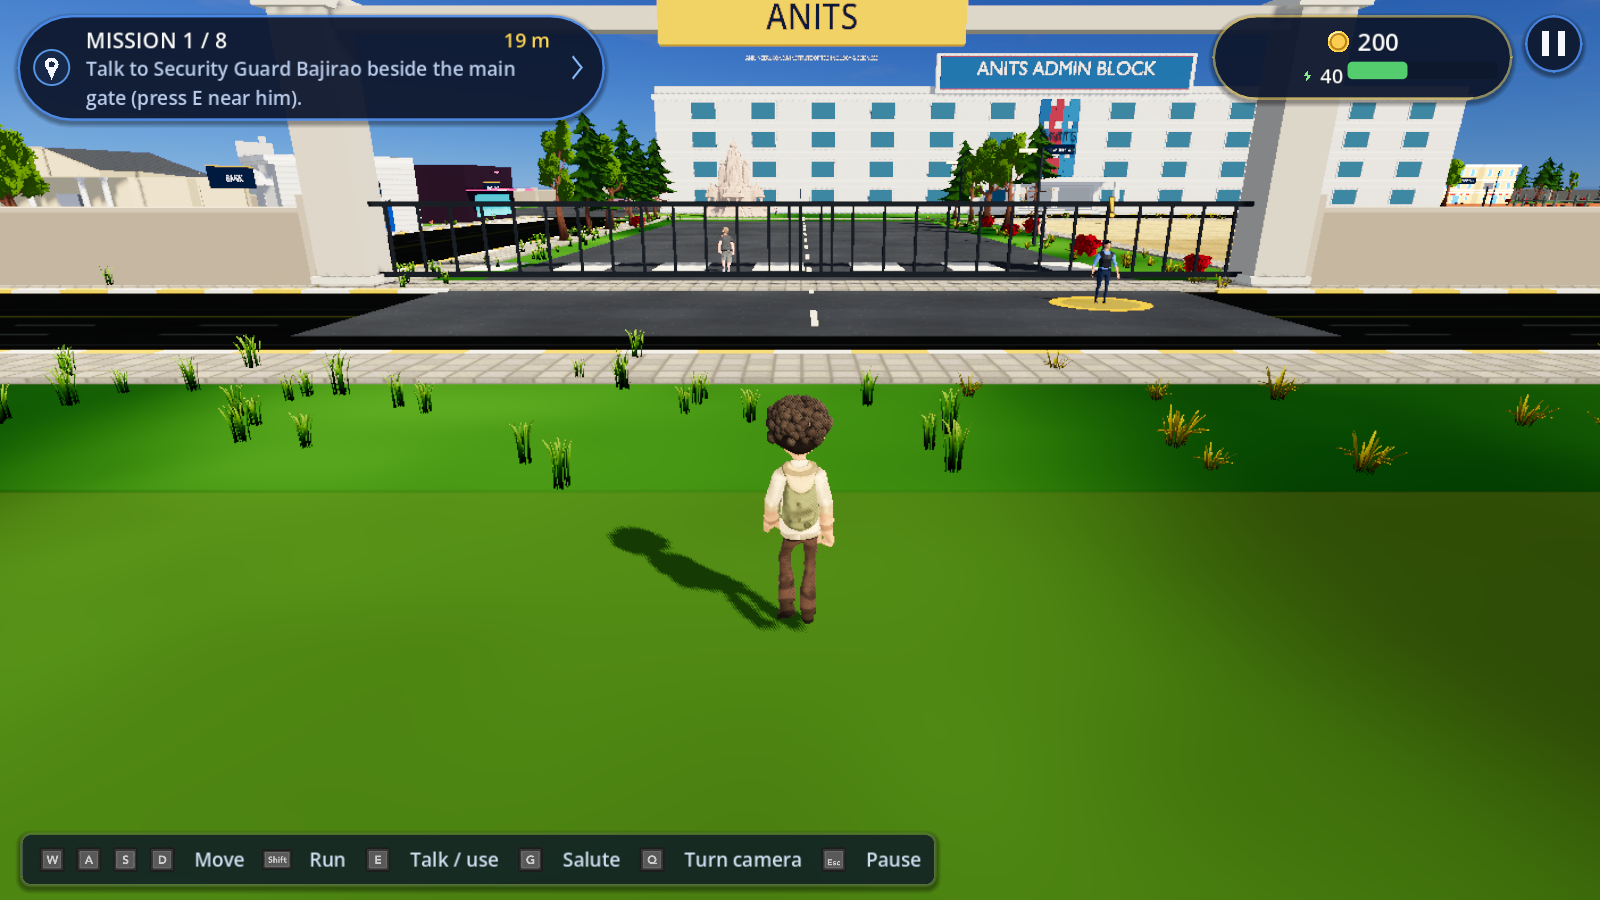 ANITS
MISSION 1 / 8
19 m
Talk to Security Guard Bajirao beside the main
gate (press E near him).
200
40
ANITS ADMIN BLOCK
BANK
W A S D Move Shift Run E Talk / use G Salute Q Turn camera Esc Pause